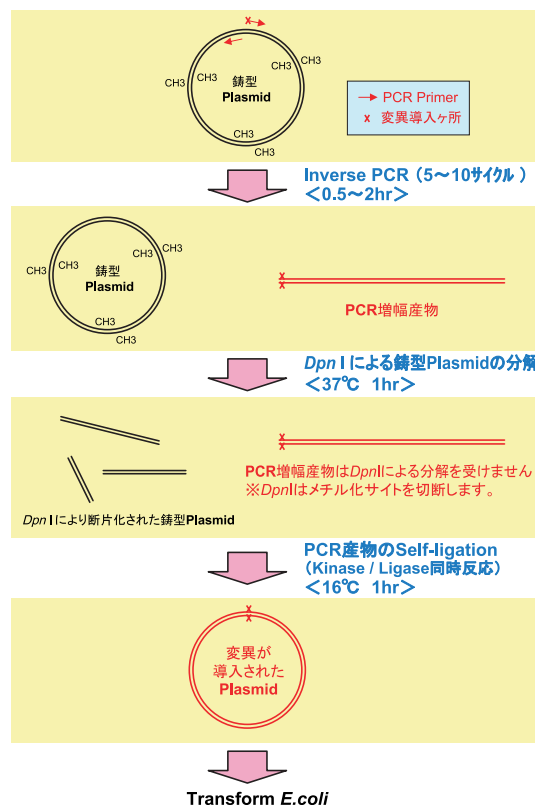 CH3
CH3
CH3
CH3
CH3
CH3
鋳型
Plasmid
→ PCR Primer
x 変異導入ヶ所
Inverse PCR (5～10サイクル )
＜0.5～2hr＞
CH3
CH3
CH3
CH3
CH3
CH3
鋳型
Plasmid
PCR増幅産物
Dpn I による鋳型Plasmidの分解
＜37℃ 1hr＞
PCR増幅産物はDpnIによる分解を受けません
※DpnIはメチル化サイトを切断します。
Dpn I により断片化された鋳型Plasmid
PCR産物のSelf-ligation
(Kinase / Ligase同時反応)
＜16℃ 1hr＞
変異が
導入された
Plasmid
Transform E.coli